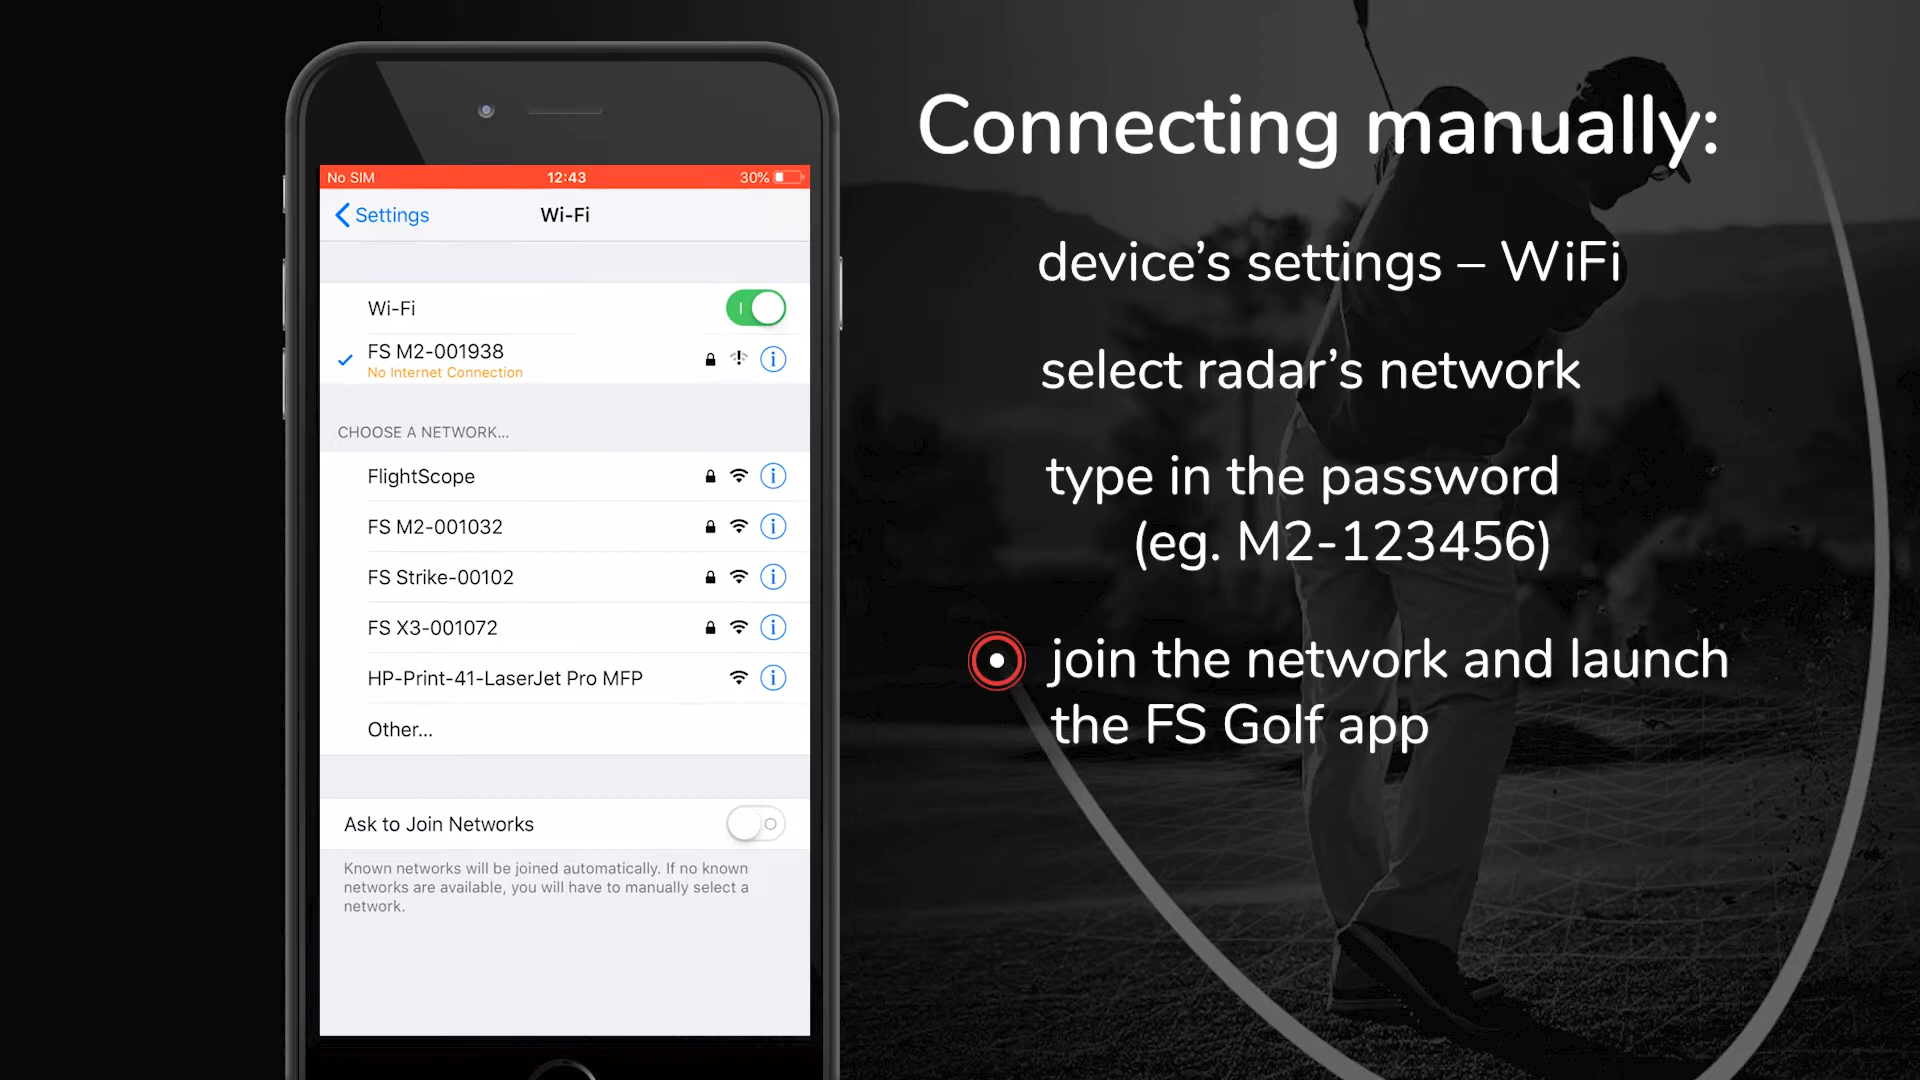 No SIM 12:43 30%
Settings Wi-Fi
Wi-Fi
FS M2-001938
No Internet Connection
CHOOSE A NETWORK...
FlightScope
FS M2-001032
FS Strike-00102
FS X3-001072
HP-Print-41-LaserJet Pro MFP
Other...
Ask to Join Networks
Known networks will be joined automatically. If no known
networks are available, you will have to manually select a
network.
Connecting manually:
device’s settings – WiFi
select radar’s network
type in the password
(eg. M2-123456)
join the network and launch
the FS Golf app